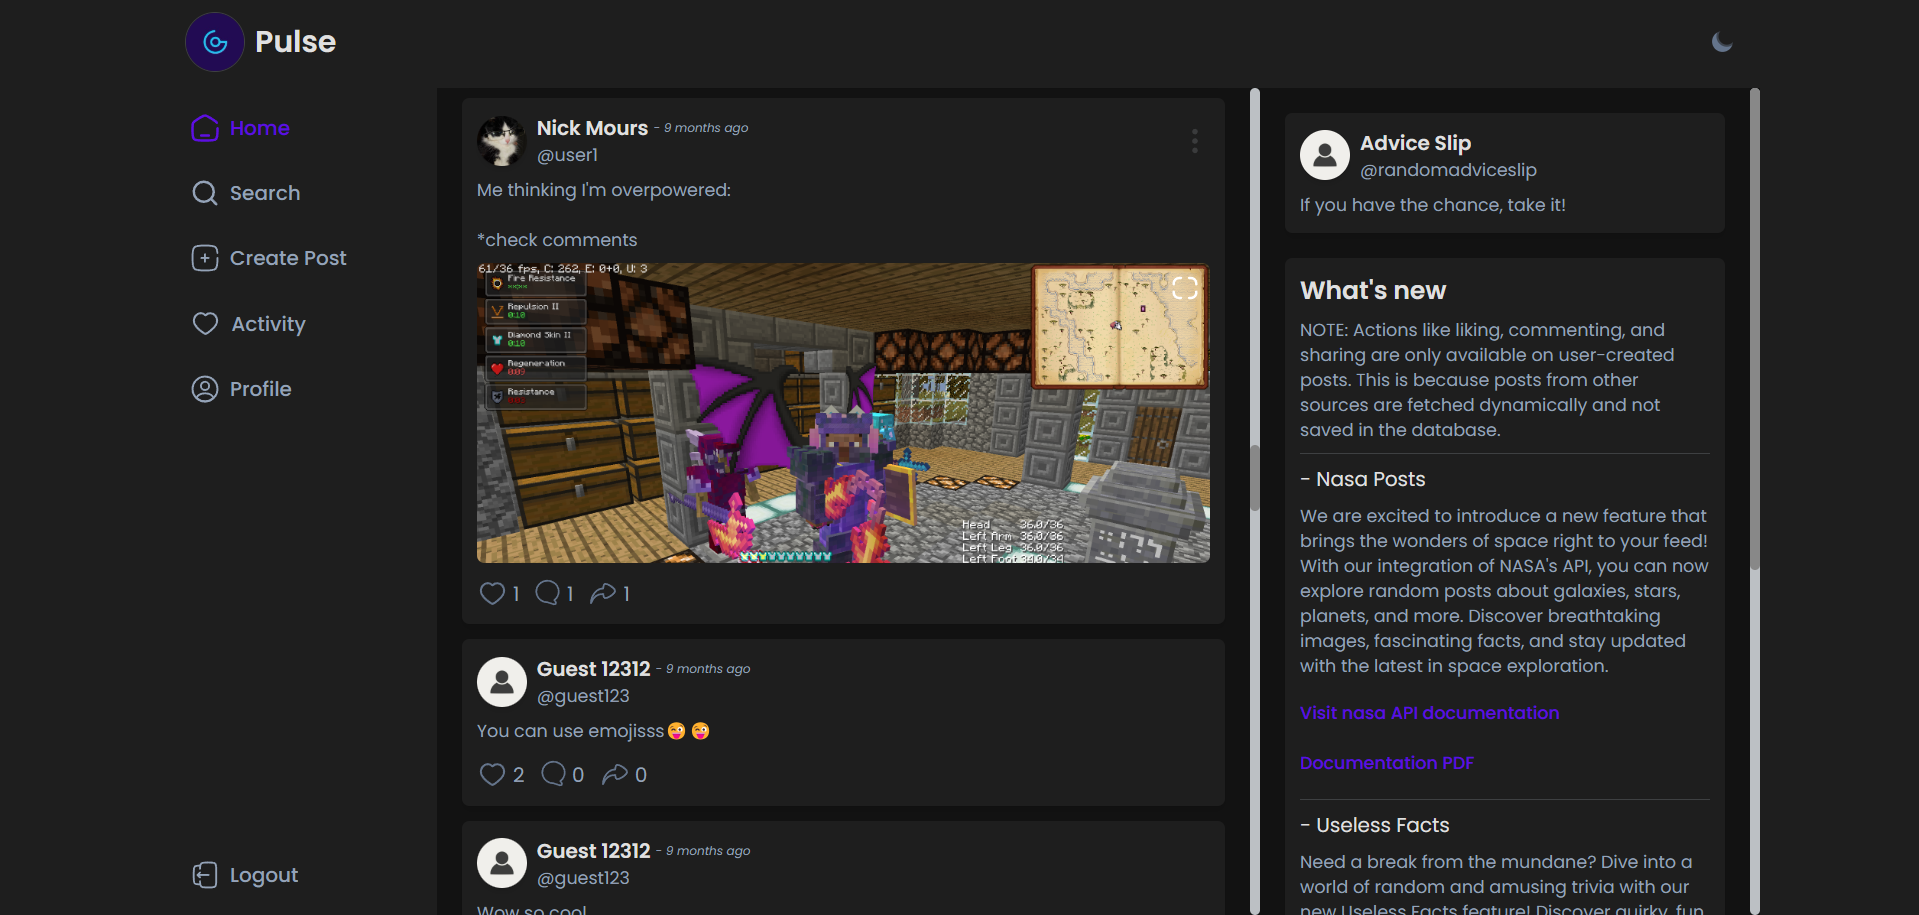 Pulse
Home
Search
Create Post
Activity
Profile
Logout
Nick Mours - 9 months ago
@user1
Me thinking I'm overpowered:
*check comments
61/36 fps, C: 262, E: 0+0, U: 3
Fire Resistance
**:**
Repulsion II
0:10
Diamond Skin II
0:10
Regeneration
Resistance
Head 36.0/36
Left Arm 36.0/36
Left Leg 36.0/36
Left Foot 34.0/34
1 1 1
Guest 12312 - 9 months ago
@guest123
You can use emojisss😜😜
2 0 0
Guest 12312 - 9 months ago
@guest123
Wow so cool
Advice Slip
@randomadviceslip
If you have the chance, take it!
What's new
NOTE: Actions like liking, commenting, and
sharing are only available on user-created
posts. This is because posts from other
sources are fetched dynamically and not
saved in the database.
- Nasa Posts
We are excited to introduce a new feature that
brings the wonders of space right to your feed!
With our integration of NASA's API, you can now
explore random posts about galaxies, stars,
planets, and more. Discover breathtaking
images, fascinating facts, and stay updated
with the latest in space exploration.
Visit nasa API documentation
Documentation PDF
- Useless Facts
Need a break from the mundane? Dive into a
world of random and amusing trivia with our
new Useless Facts feature! Discover quirky, fun